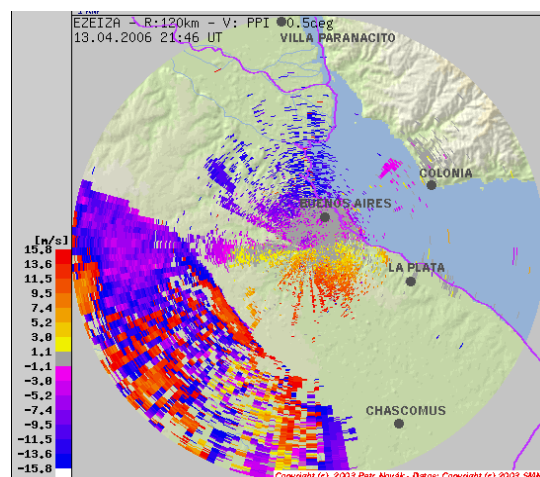 EZEIZA - R:120km - V: PPI 0.5deg
13.04.2006 21:46 UT
VILLA PARANACITO
COLONIA
BUENOS AIRES
[m/s]
15.8
13.6
11.5
9.5
7.4
5.2
3.0
1.1
-1.1
-3.0
-5.2
-7.4
-9.5
-11.5
-13.6
-15.8
LA PLATA
CHASCOMUS
Copyright (c) 2003 Petr Novák - Datos: Copyright (c) 2003 SMN